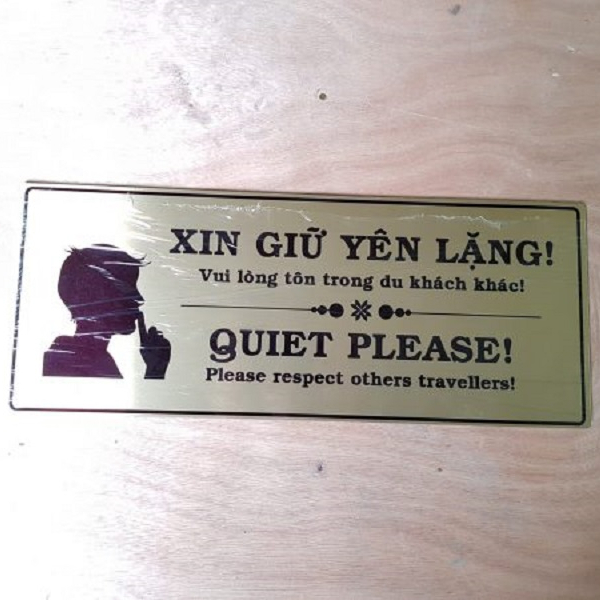 XIN GIỮ YÊN LẶNG!
Vui lòng tôn trong du khách khác!
QUIET PLEASE!
Please respect others travellers!